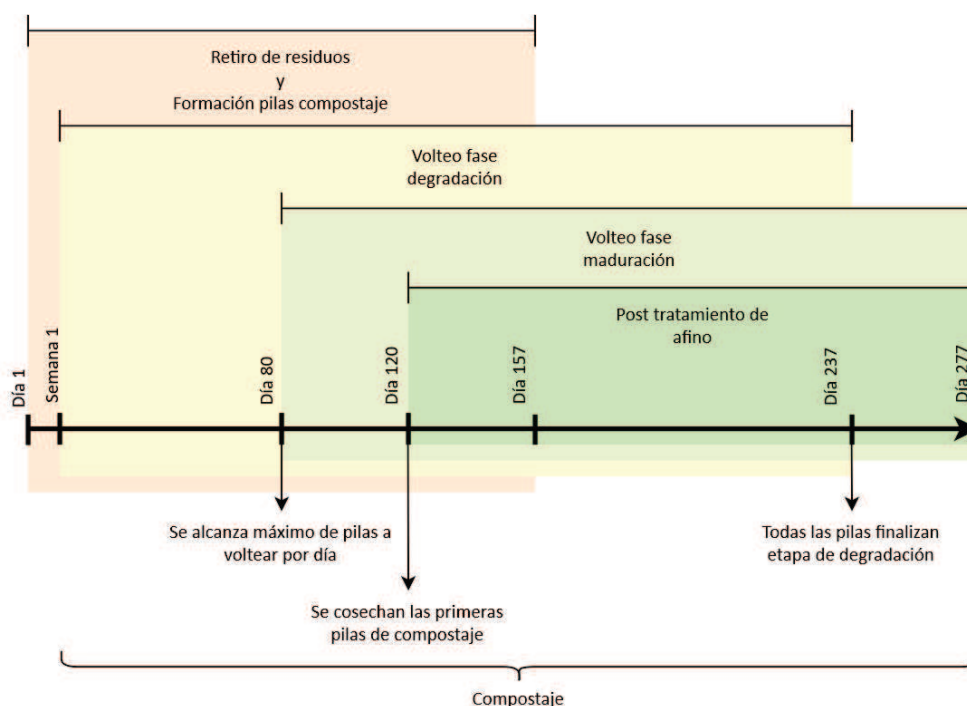 Retiro de residuos
y
Formación pilas compostaje
Volteo fase
degradación
Volteo fase
maduración
Post tratamiento de
afino
Día 1
Semana 1
Día 80
Día 120
Día 157
Día 237
Día 277
Se alcanza máximo de pilas a
voltear por día
Todas las pilas finalizan
etapa de degradación
Se cosechan las primeras
pilas de compostaje
Compostaje